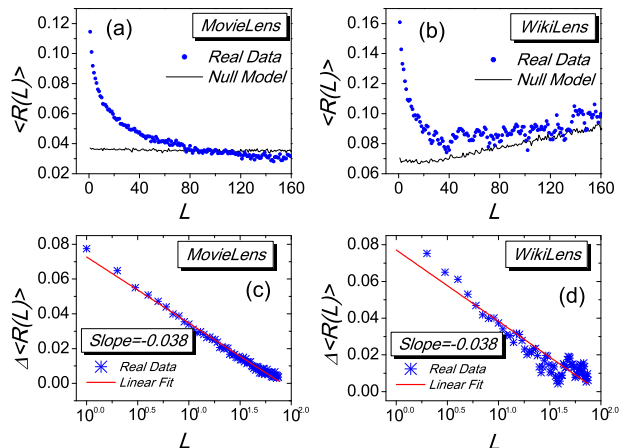 (a)
MovieLens
Real Data
Null Model
<R(L)>
0.12
0.10
0.08
0.06
0.04
0.02
0.00
0 40 80 120 160
L
(b)
WikiLens
Real Data
Null Model
<R(L)>
0.16
0.14
0.12
0.10
0.08
0.06
0 40 80 120 160
L
MovieLens
(c)
Δ<R(L)>
0.08
0.06
0.04
0.02
0.00
Slope=-0.038
Real Data
Linear Fit
10^0.0 10^0.5 10^1.0 10^1.5 10^2.0
L
WikiLens
(d)
Δ<R(L)>
0.08
0.06
0.04
0.02
0.00
Slope=-0.038
Real Data
Linear Fit
10^0.0 10^0.5 10^1.0 10^1.5 10^2.0
L